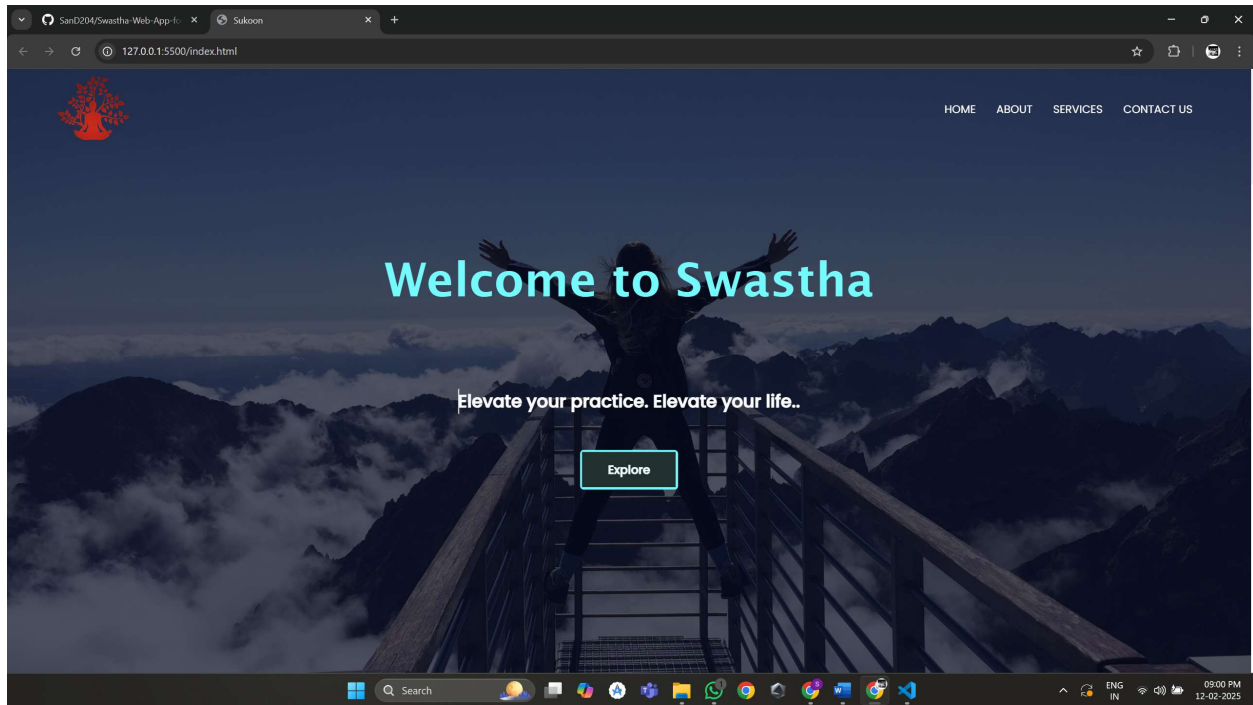 SanD204/Swastha-Web-App-fo
Sukoon
127.0.0.1:5500/index.html
HOME ABOUT SERVICES CONTACT US
Welcome to Swastha
Elevate your practice. Elevate your life..
Explore
Search
ENG
IN
09:00 PM
12-02-2025